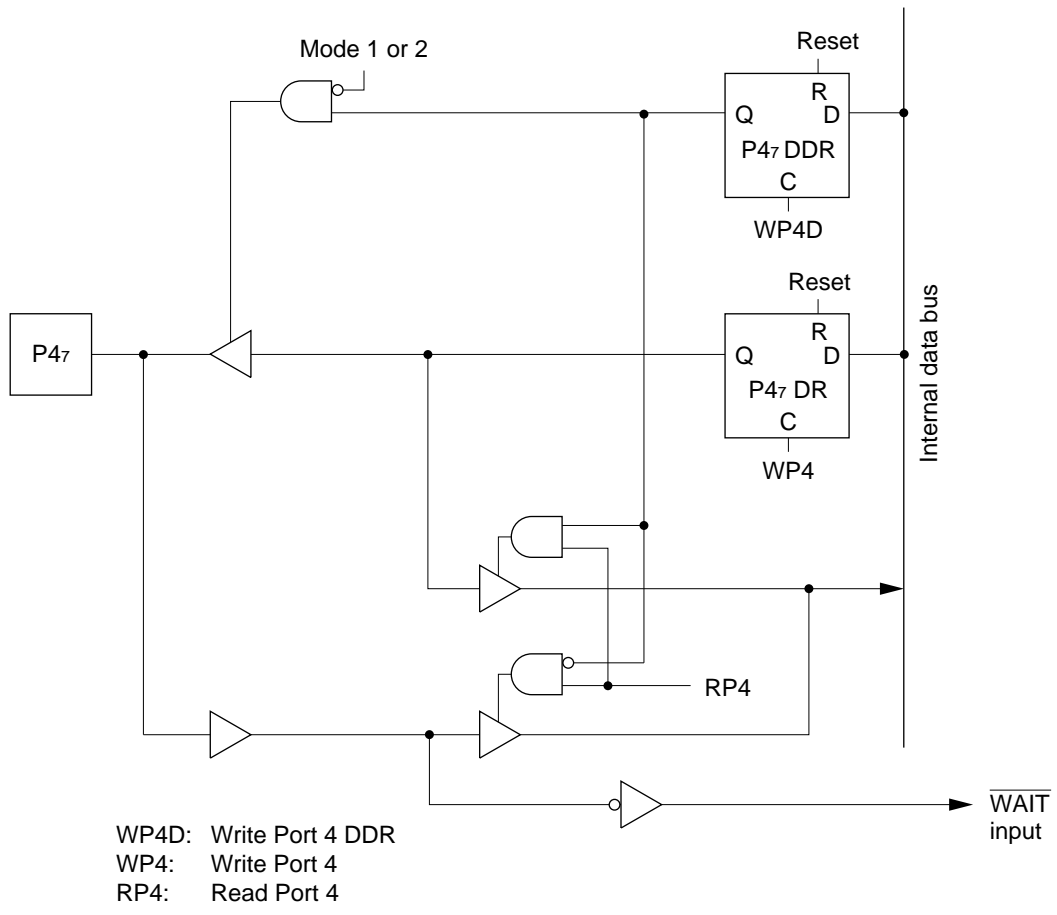 Mode 1 or 2
Reset
R
Q
D
P47 DDR
C
WP4D
Reset
R
P47
Q
D
P47 DR
C
WP4
Internal data bus
RP4
WAIT
input
WP4D: Write Port 4 DDR
WP4: Write Port 4
RP4: Read Port 4